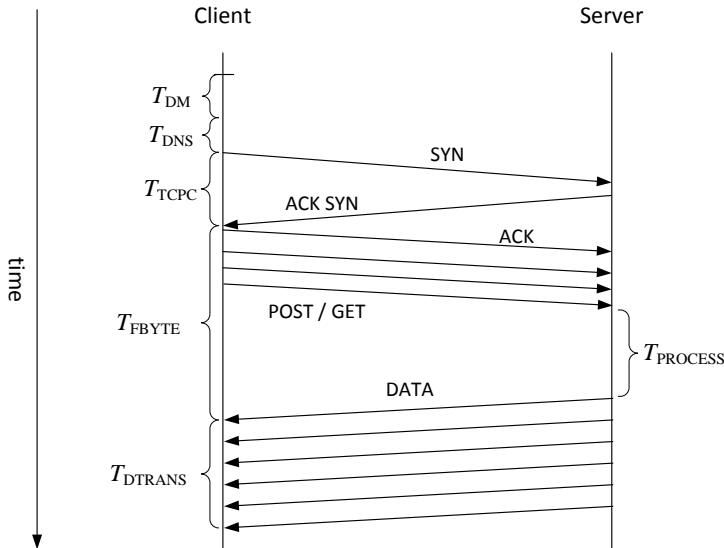 Client
Server
T_DM
T_DNS
SYN
T_TCPC
ACK SYN
ACK
time
POST / GET
T_FBYTE
T_PROCESS
DATA
T_DTRANS